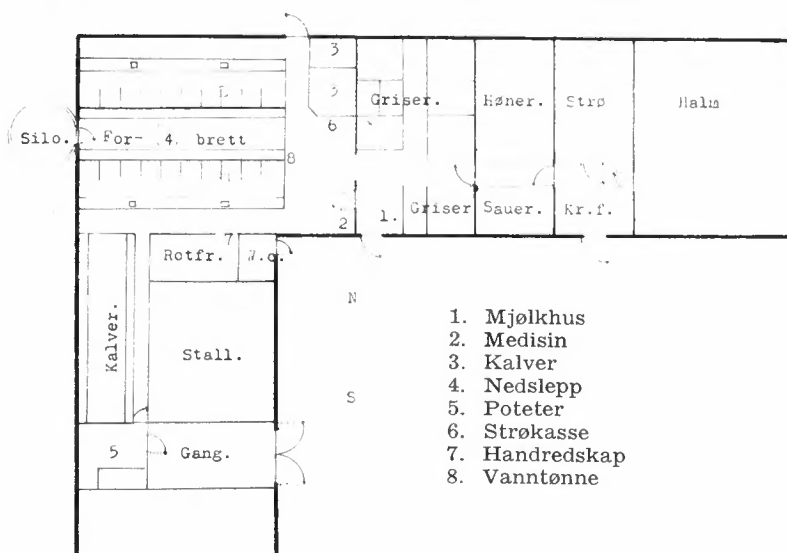 3
3
Griser.
Høner.
Strø
Halm
6
Silo.
For- 4. brett
8
Griser
Sauer.
Kr.f.
2
1.
7
Rotfr.
Kalver.
Stall.
N
S
5
Gang.
1. Mjølkhus
2. Medisin
3. Kalver
4. Nedslepp
5. Poteter
6. Strøkasse
7. Handredskap
8. Vanntønne